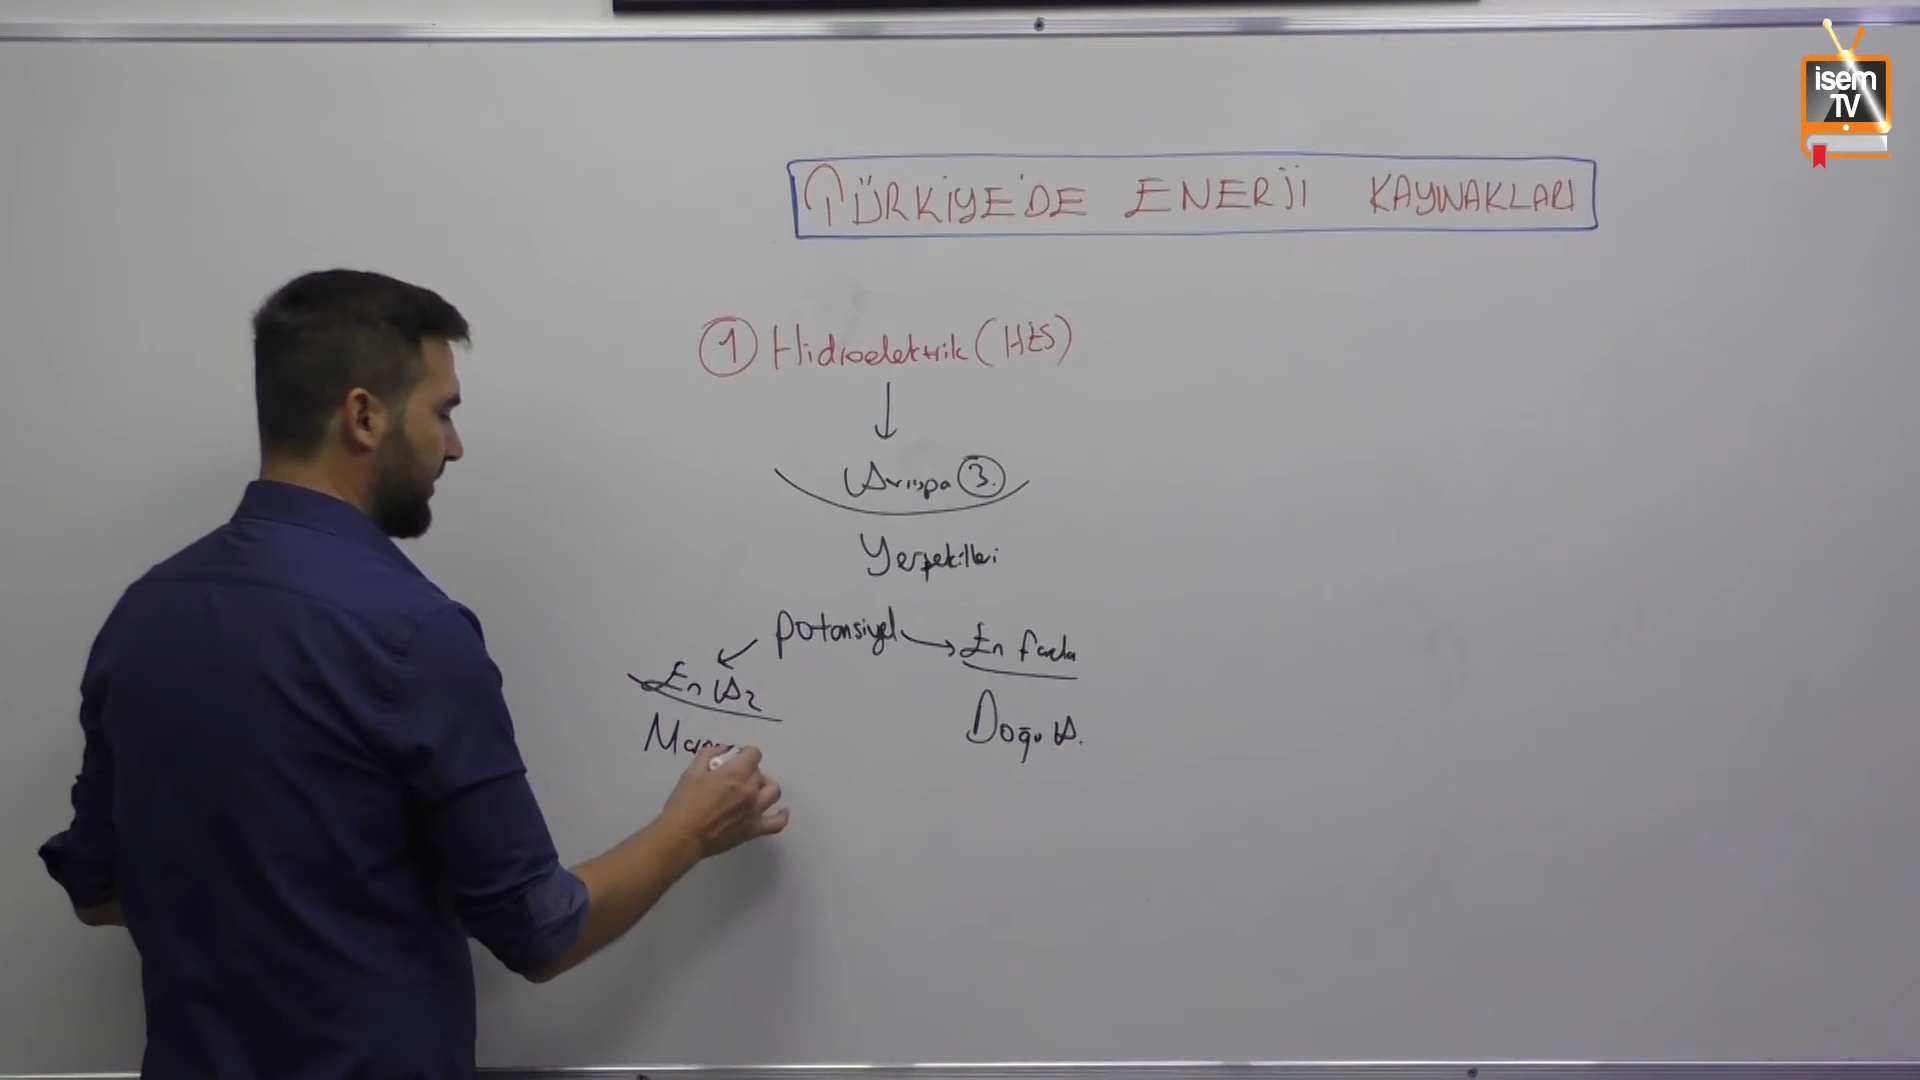 isem
TV
TÜRKİYE'DE ENERJİ KAYNAKLARI
1 Hidroelektrik (HES)
Avrupa 3.
Yerşekilleri
Potansiyel
En Az
En fazla
Doğu A.